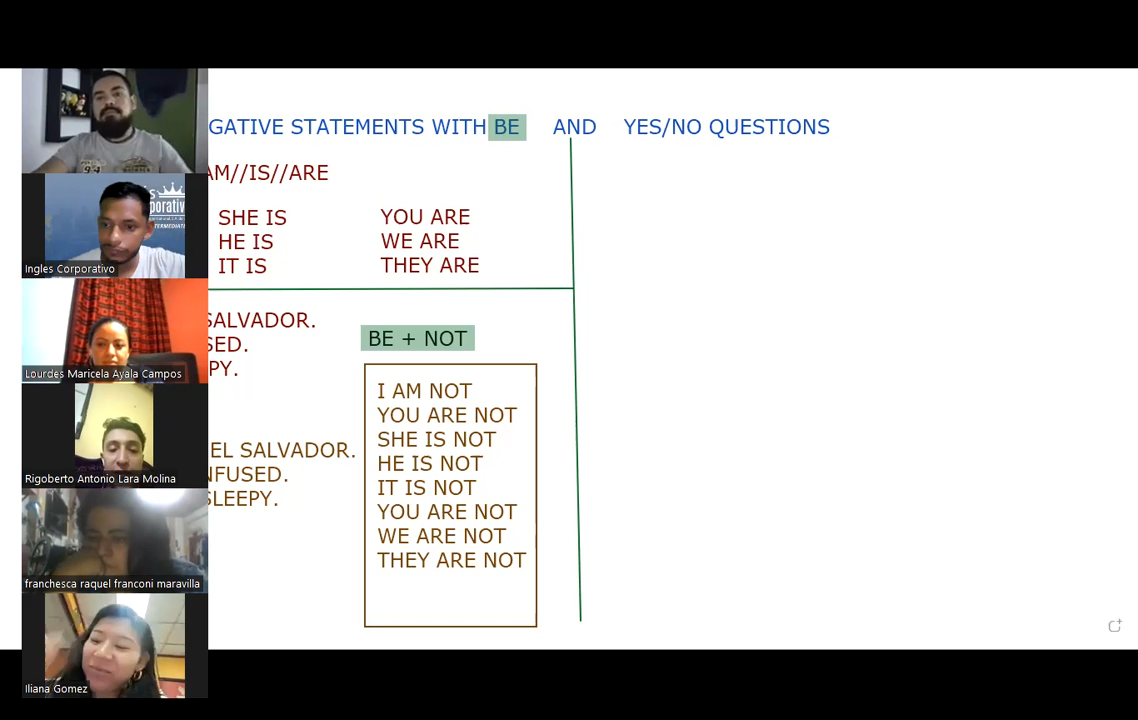 GATIVE STATEMENTS WITH BE AND YES/NO QUESTIONS
AM//IS//ARE
SHE IS
HE IS
IT IS
YOU ARE
WE ARE
THEY ARE
SALVADOR.
SED.
PY.
BE + NOT
EL SALVADOR.
NFUSED.
SLEEPY.
I AM NOT
YOU ARE NOT
SHE IS NOT
HE IS NOT
IT IS NOT
YOU ARE NOT
WE ARE NOT
THEY ARE NOT
Ingles Corporativo
Lourdes Maricela Ayala Campos
Rigoberto Antonio Lara Molina
franchesca raquel franconi maravilla
Iliana Gomez